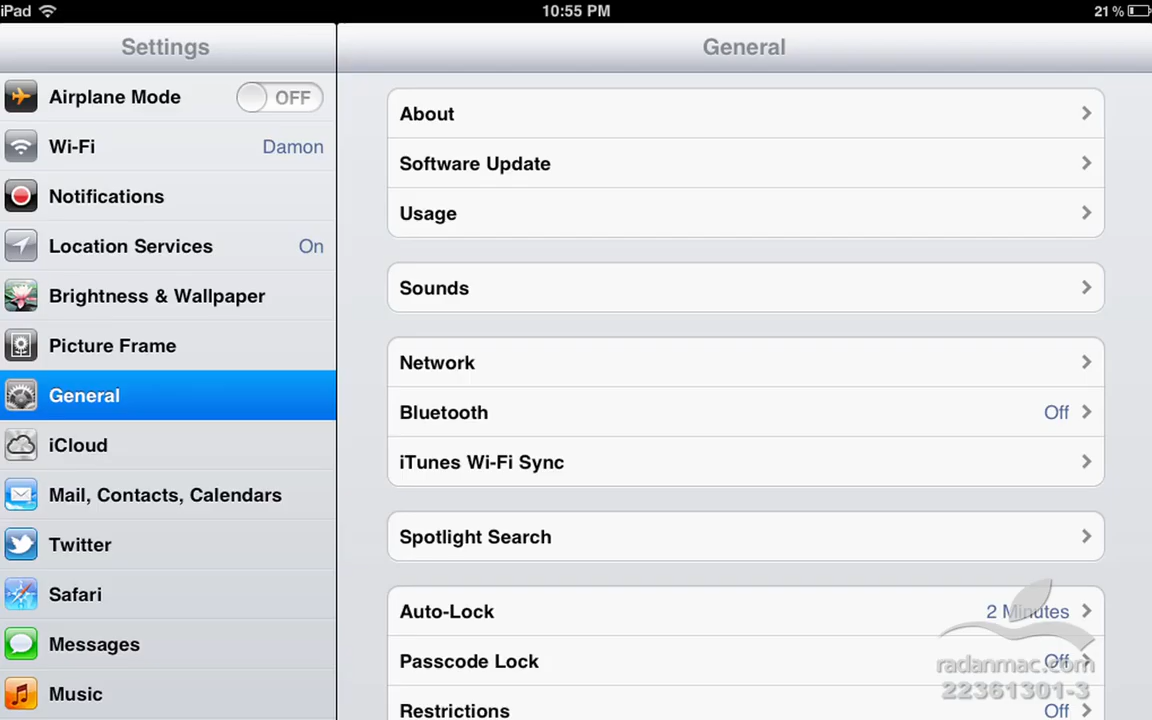 iPad 10:55 PM 21 %
Settings
Airplane Mode OFF
Wi-Fi Damon
Notifications
Location Services On
Brightness & Wallpaper
Picture Frame
General
iCloud
Mail, Contacts, Calendars
Twitter
Safari
Messages
Music
General
About
Software Update
Usage
Sounds
Network
Bluetooth Off
iTunes Wi-Fi Sync
Spotlight Search
Auto-Lock 2 Minutes
Passcode Lock Off
Restrictions Off
radanmac.com
22361301-3